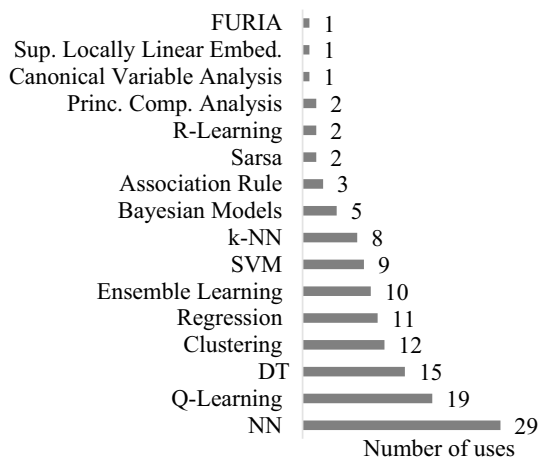 FURIA 1
Sup. Locally Linear Embed. 1
Canonical Variable Analysis 1
Princ. Comp. Analysis 2
R-Learning 2
Sarsa 2
Association Rule 3
Bayesian Models 5
k-NN 8
SVM 9
Ensemble Learning 10
Regression 11
Clustering 12
DT 15
Q-Learning 19
NN 29
Number of uses